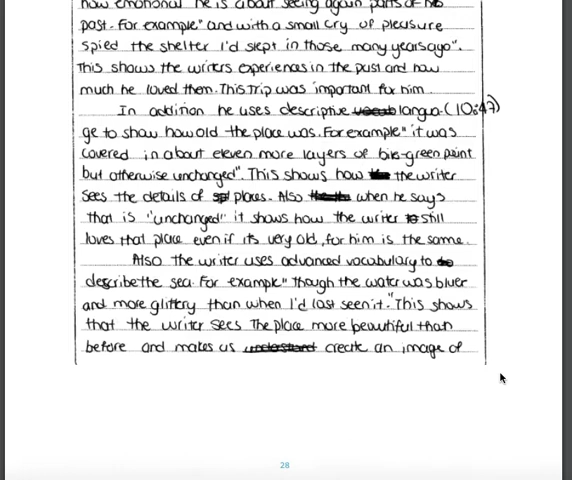 how emotional he is about seeing again parts of his
past. For example" and with a small cry of pleasure
spied the shelter I'd slept in those many years ago".
This shows the writers experiences in the past and how
much he loved them. This trip was important for him.
In addition he uses descriptive langua-(10:47)
ge to show how old the place was. For example" it was
covered in about eleven more layers of bile-green paint
but otherwise unchanged". This shows how the writer
sees the details of places. Also when he says
that is "unchanged" it shows how the writer still
loves that place even if its very old, for him is the same.
Also the writer uses advanced vocabulary to
describe the sea. For example" Though the water was bluer
and more glittery than when I'd last seen it." This shows
that the writer sees The place more beautiful than
before and makes us create an image of
28